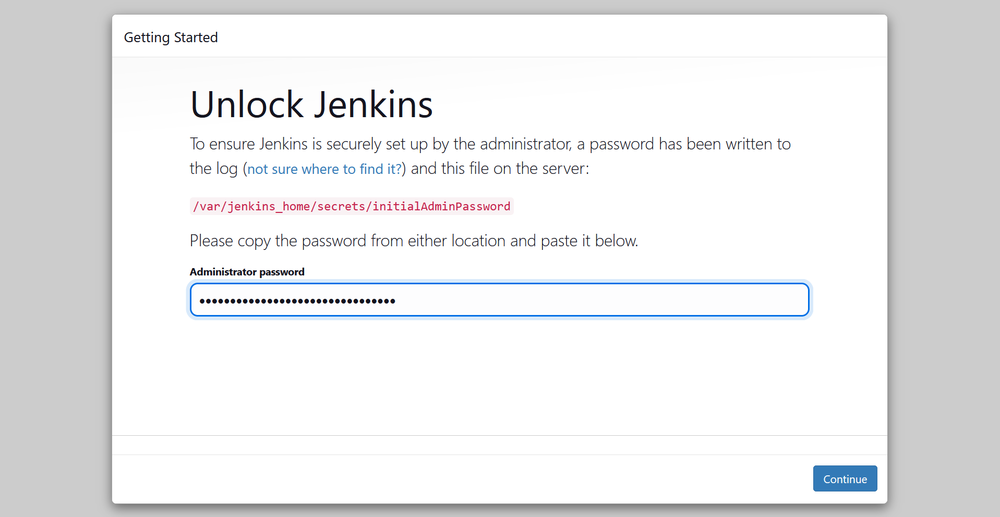 Getting Started
Unlock Jenkins
To ensure Jenkins is securely set up by the administrator, a password has been written to
the log (not sure where to find it?) and this file on the server:
/var/jenkins_home/secrets/initialAdminPassword
Please copy the password from either location and paste it below.
Administrator password
••••••••••••••••••••••••••••••••
Continue